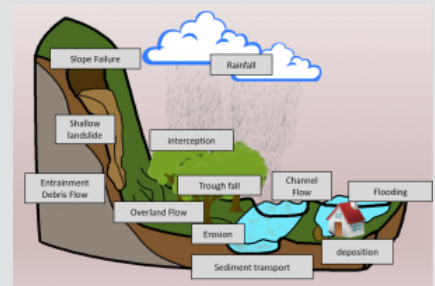 Slope Failure
Rainfall
Shallow
landslide
interception
Entrainment
Debris Flow
Trough fall
Channel
Flow
Flooding
Overland Flow
Erosion
deposition
Sediment transport